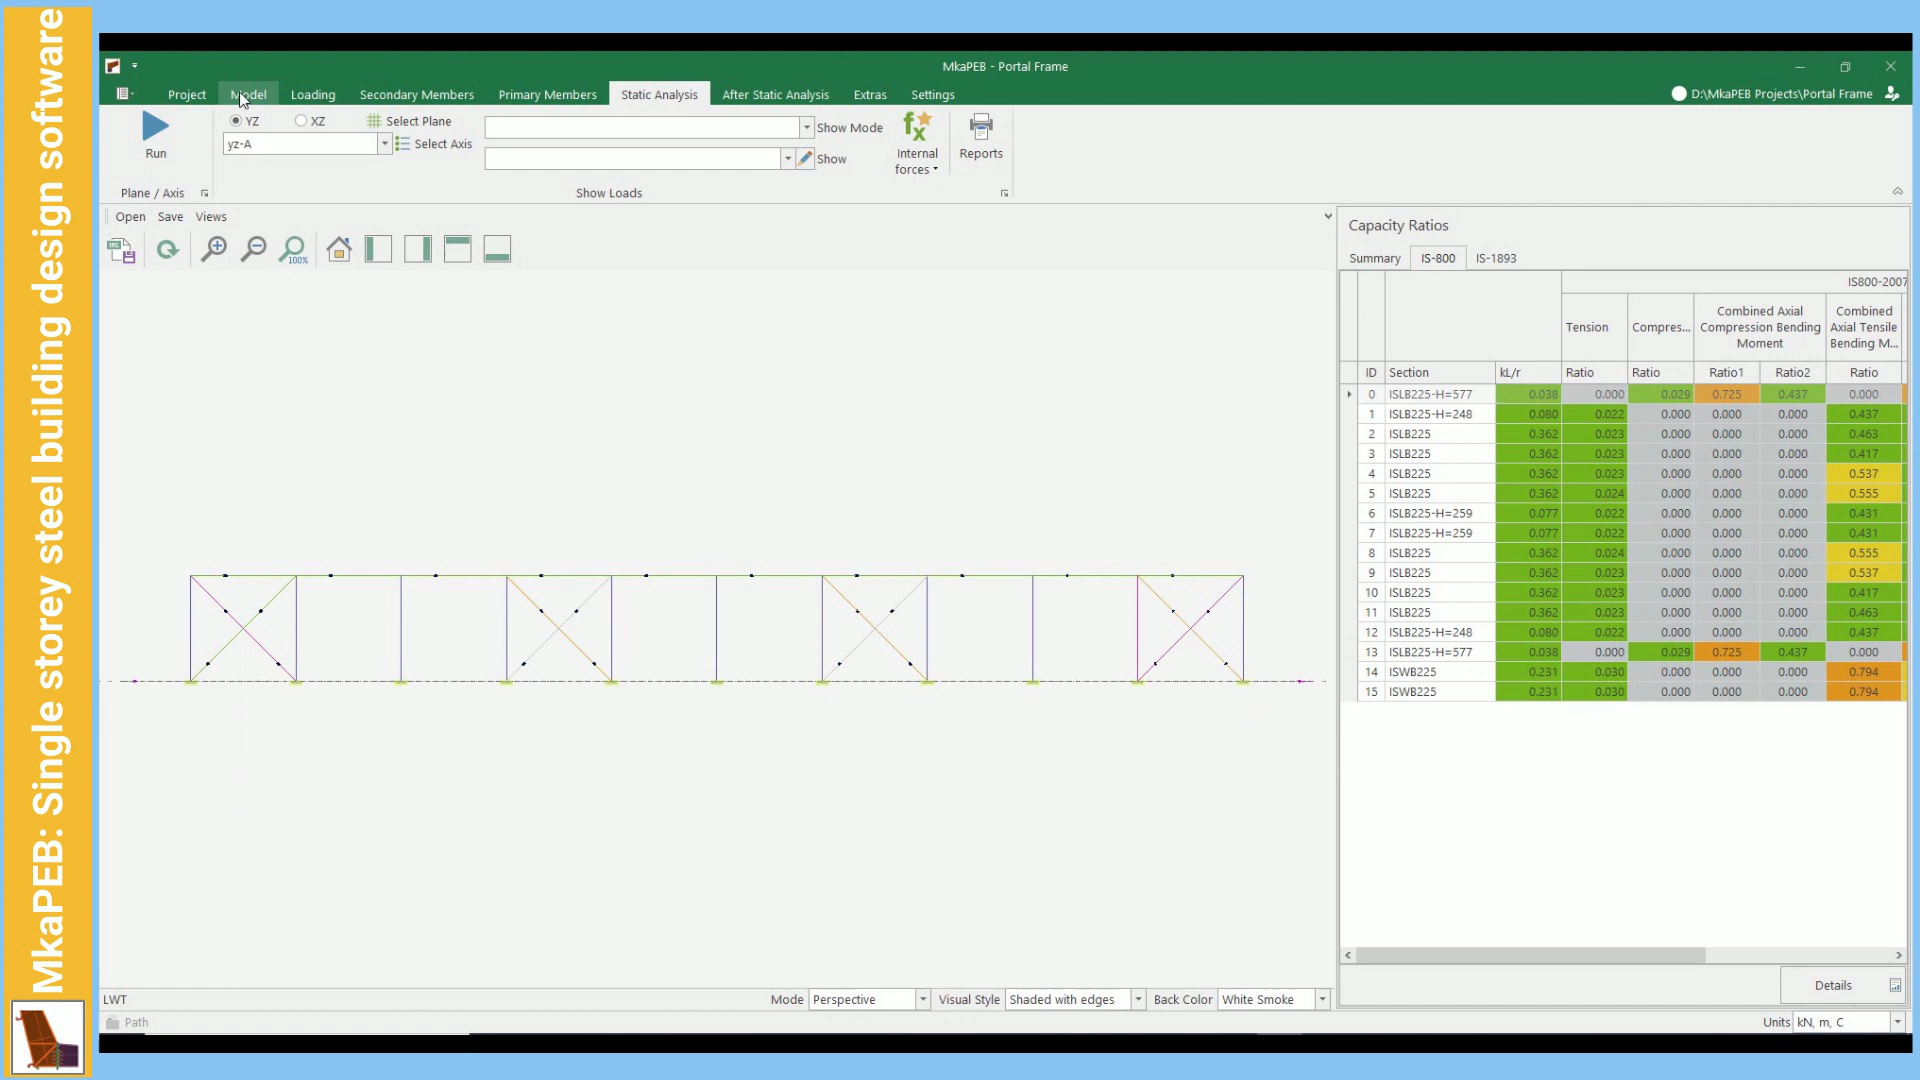 MkaPEB: Single storey steel building design software
MkaPEB - Portal Frame
Project Model Loading Secondary Members Primary Members Static Analysis After Static Analysis Extras Settings
D:\MkaPEB Projects\Portal Frame
Run
YZ XZ Select Plane
yz-A Select Axis
Show Mode
Show
Internal forces
Reports
Plane / Axis
Show Loads
Open Save Views
100%
Capacity Ratios
Summary IS-800 IS-1893
IS800-2007
Tension
Compres...
Combined Axial Compression Bending Moment
Combined Axial Tensile Bending M...
ID Section kL/r Ratio Ratio Ratio1 Ratio2 Ratio
0 ISLB225-H=577 0.038 0.000 0.029 0.725 0.437 0.000
1 ISLB225-H=248 0.080 0.022 0.000 0.000 0.000 0.437
2 ISLB225 0.362 0.023 0.000 0.000 0.000 0.463
3 ISLB225 0.362 0.023 0.000 0.000 0.000 0.417
4 ISLB225 0.362 0.023 0.000 0.000 0.000 0.537
5 ISLB225 0.362 0.024 0.000 0.000 0.000 0.555
6 ISLB225-H=259 0.077 0.022 0.000 0.000 0.000 0.431
7 ISLB225-H=259 0.077 0.022 0.000 0.000 0.000 0.431
8 ISLB225 0.362 0.024 0.000 0.000 0.000 0.555
9 ISLB225 0.362 0.023 0.000 0.000 0.000 0.537
10 ISLB225 0.362 0.023 0.000 0.000 0.000 0.417
11 ISLB225 0.362 0.023 0.000 0.000 0.000 0.463
12 ISLB225-H=248 0.080 0.022 0.000 0.000 0.000 0.437
13 ISLB225-H=577 0.038 0.000 0.029 0.725 0.437 0.000
14 ISWB225 0.231 0.030 0.000 0.000 0.000 0.794
15 ISWB225 0.231 0.030 0.000 0.000 0.000 0.794
Details
LWT
Mode Perspective Visual Style Shaded with edges Back Color White Smoke
Path
Units kN, m, C